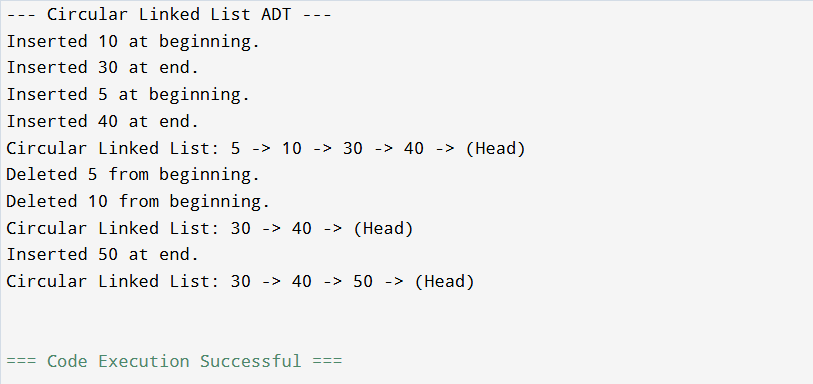 --- Circular Linked List ADT ---
Inserted 10 at beginning.
Inserted 30 at end.
Inserted 5 at beginning.
Inserted 40 at end.
Circular Linked List: 5 -> 10 -> 30 -> 40 -> (Head)
Deleted 5 from beginning.
Deleted 10 from beginning.
Circular Linked List: 30 -> 40 -> (Head)
Inserted 50 at end.
Circular Linked List: 30 -> 40 -> 50 -> (Head)
=== Code Execution Successful ===